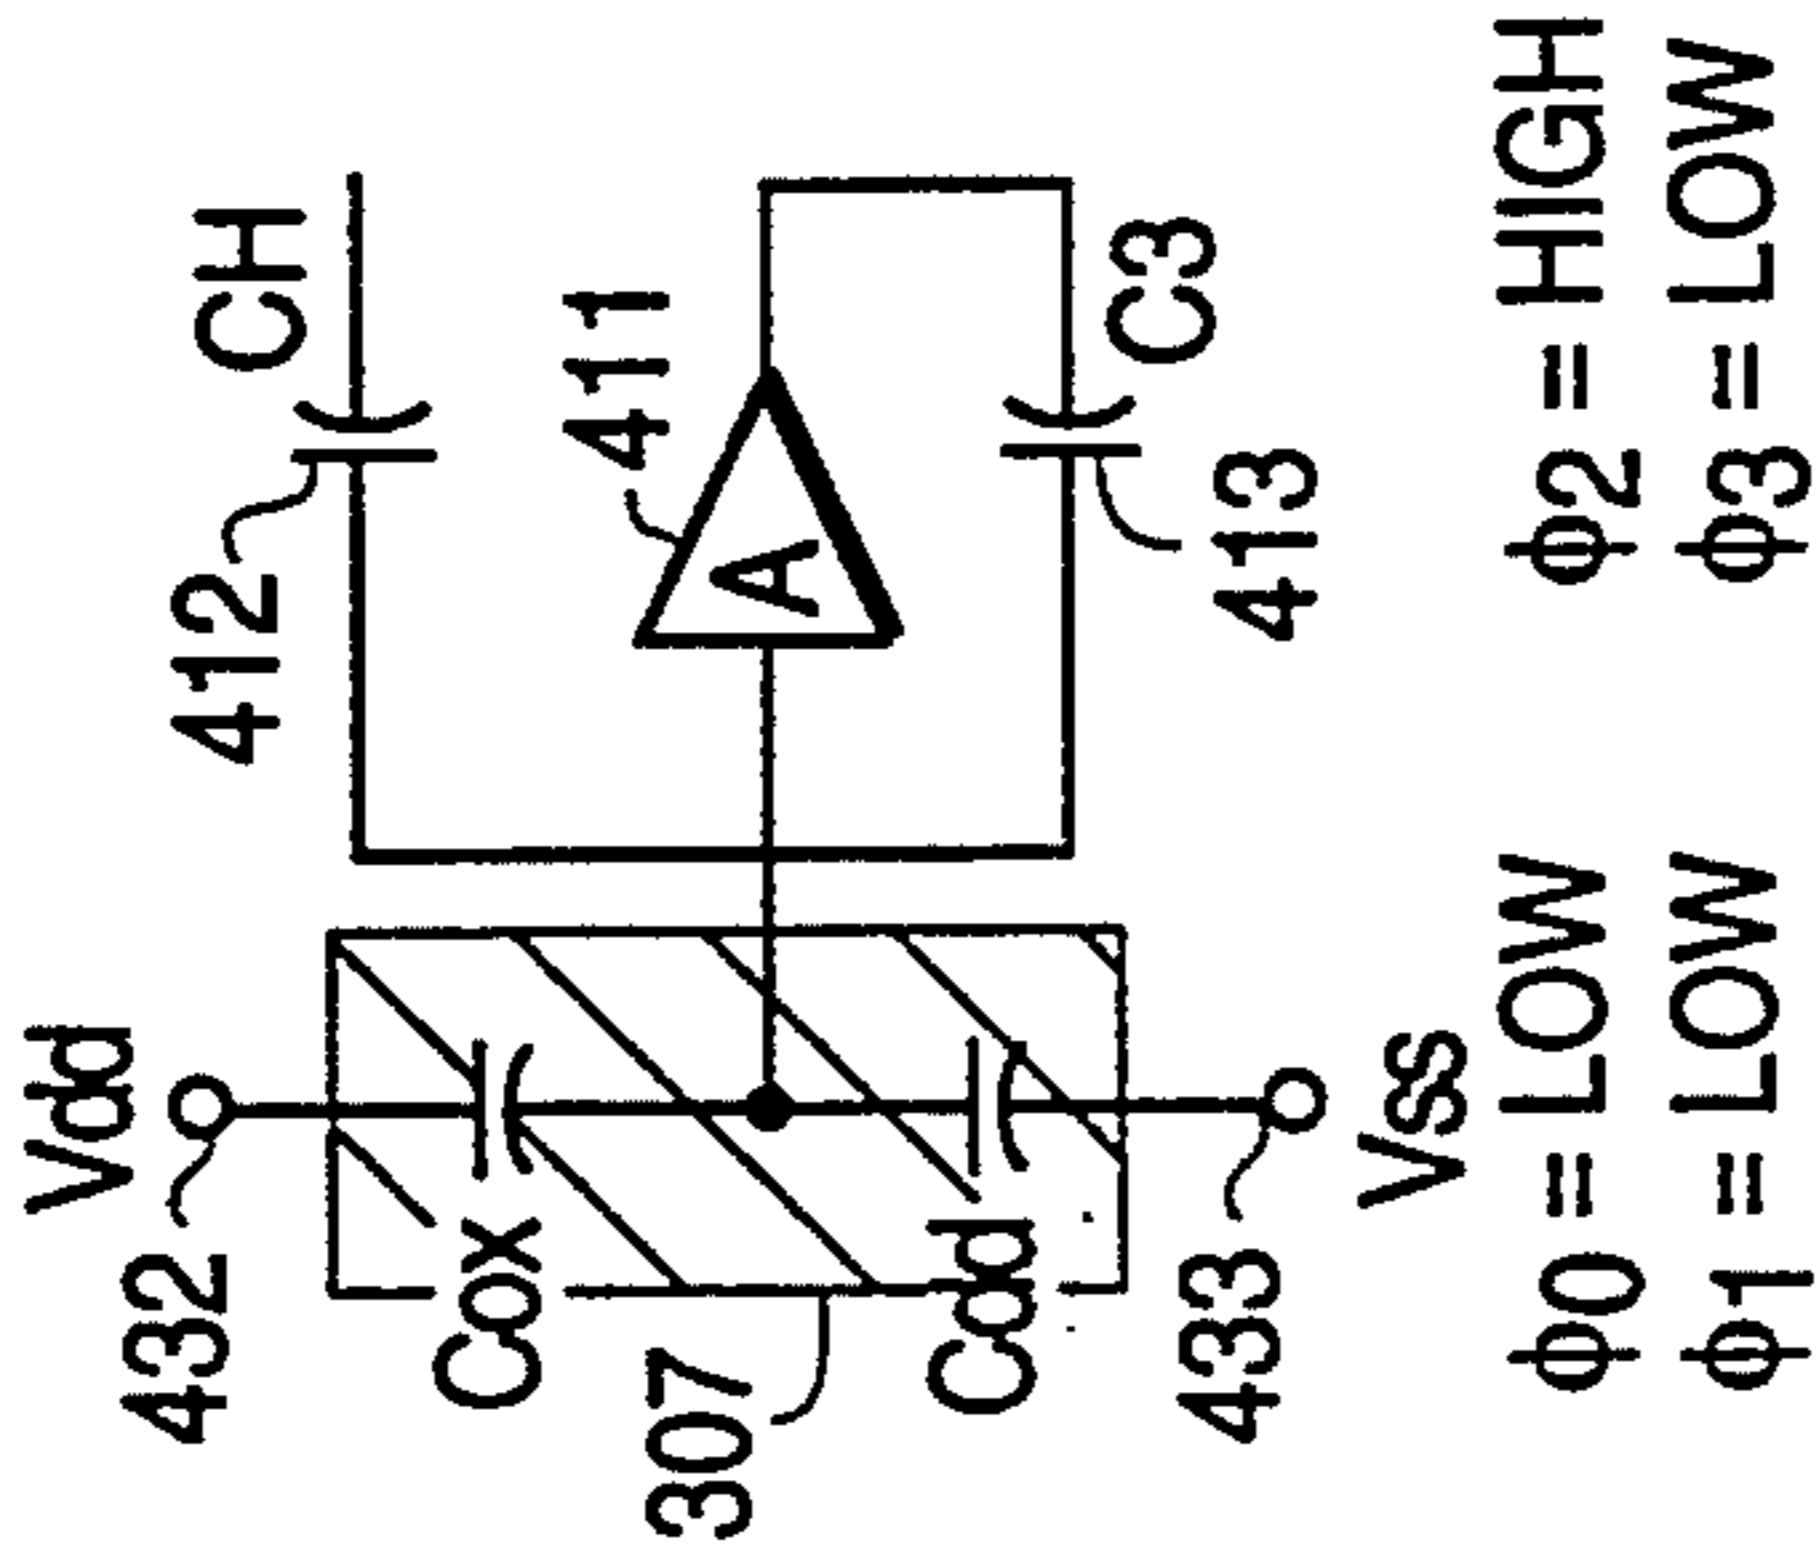 Vdd
432
412
CH
Cox
411
307
A
Cdd
C3
413
433
Vss
ϕ0 = LOW ϕ2 = HIGH
ϕ1 = LOW ϕ3 = LOW